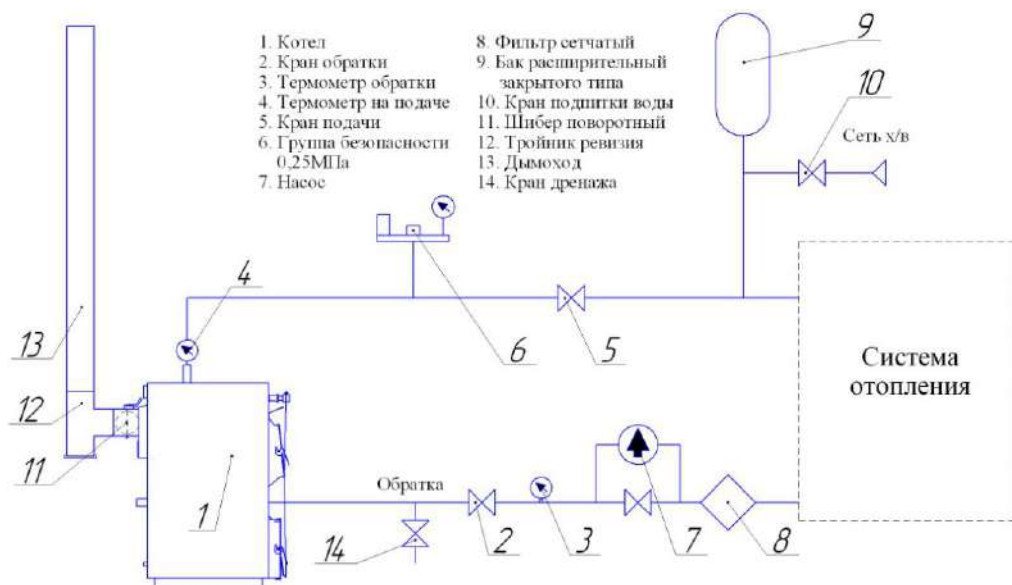 1. Котел
2. Кран обратки
3. Термометр обратки
4. Термометр на подаче
5. Кран подачи
6. Группа безопасности
0,25МПа
7. Насос
8. Фильтр сетчатый
9. Бак расширительный
закрытого типа
10. Кран подпитки воды
11. Шибер поворотный
12. Тройник ревизия
13. Дымоход
14. Кран дренажа
9
10
Сеть х/в
4
6
5
13
12
11
1
Система
отопления
Обратка
14
2
3
7
8